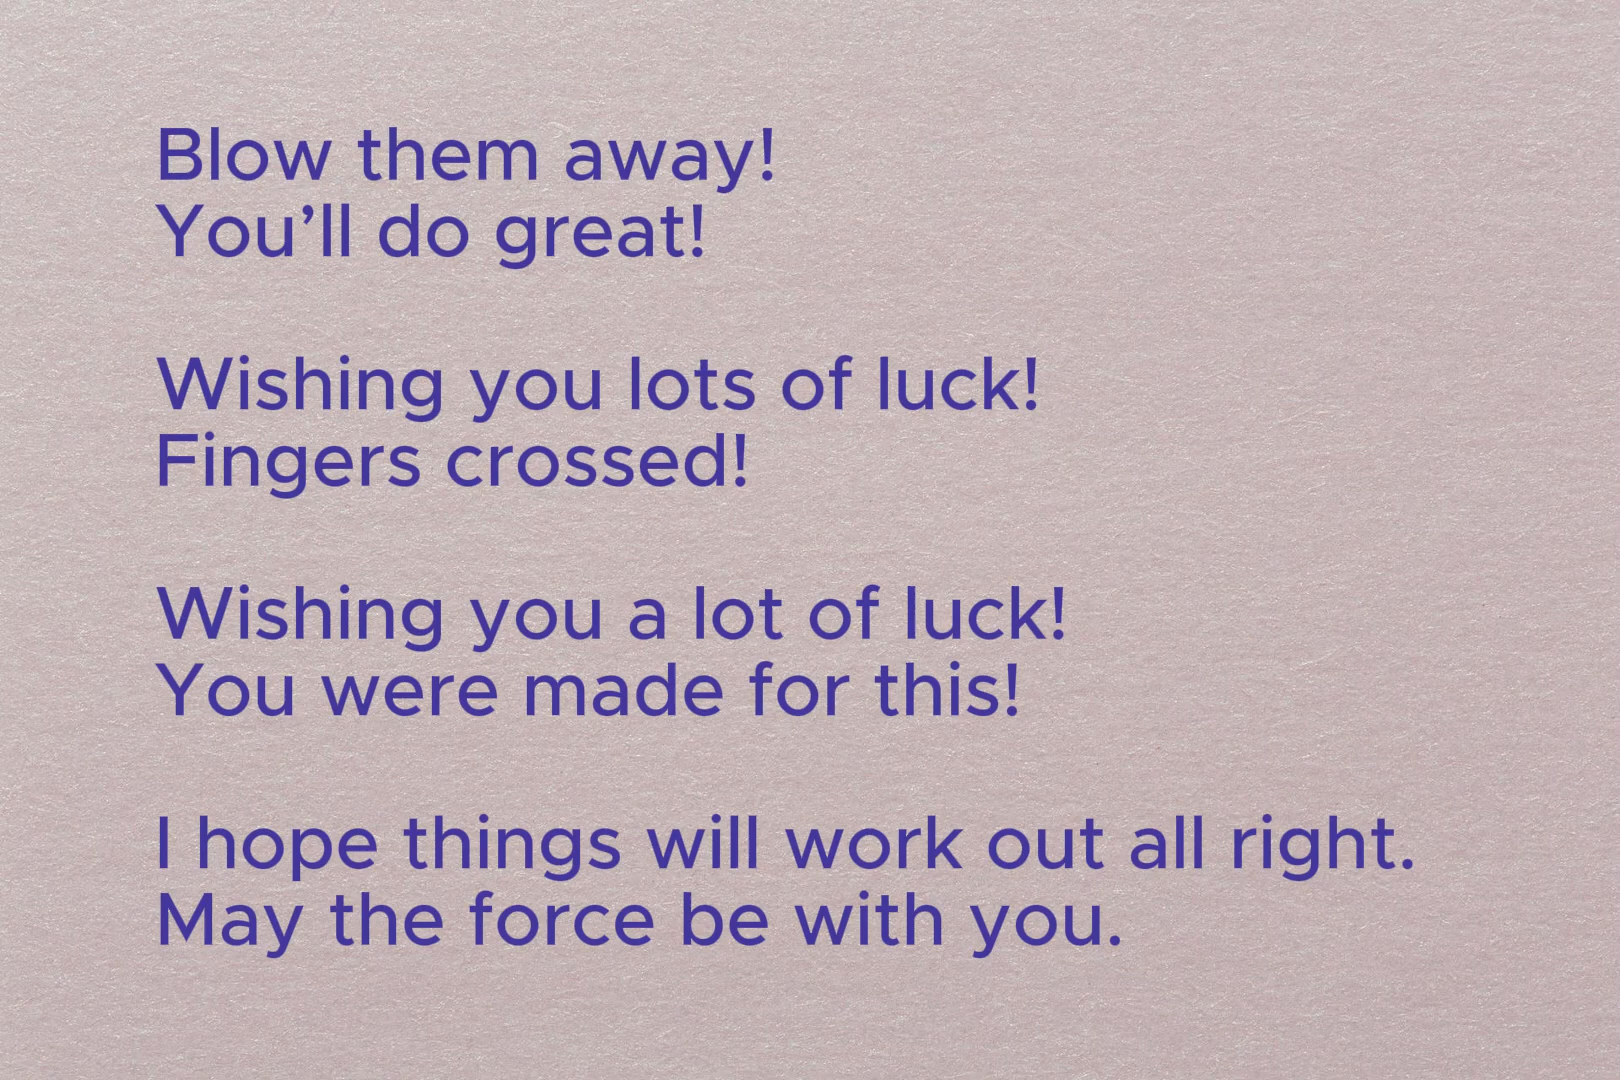 Blow them away!
You’ll do great!
Wishing you lots of luck!
Fingers crossed!
Wishing you a lot of luck!
You were made for this!
I hope things will work out all right.
May the force be with you.